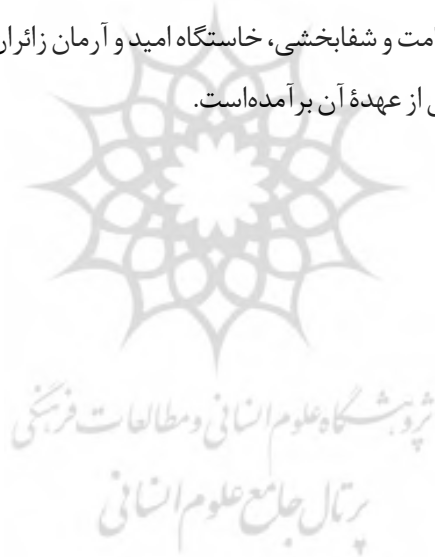 امت و شفابخشی، خاستگاه امید و آرمان زائران
از عهدهٔ آن برآمده‌است.
پژوهشگاه علوم انسانی و مطالعات فرهنگی
پرتال جامع علوم انسانی